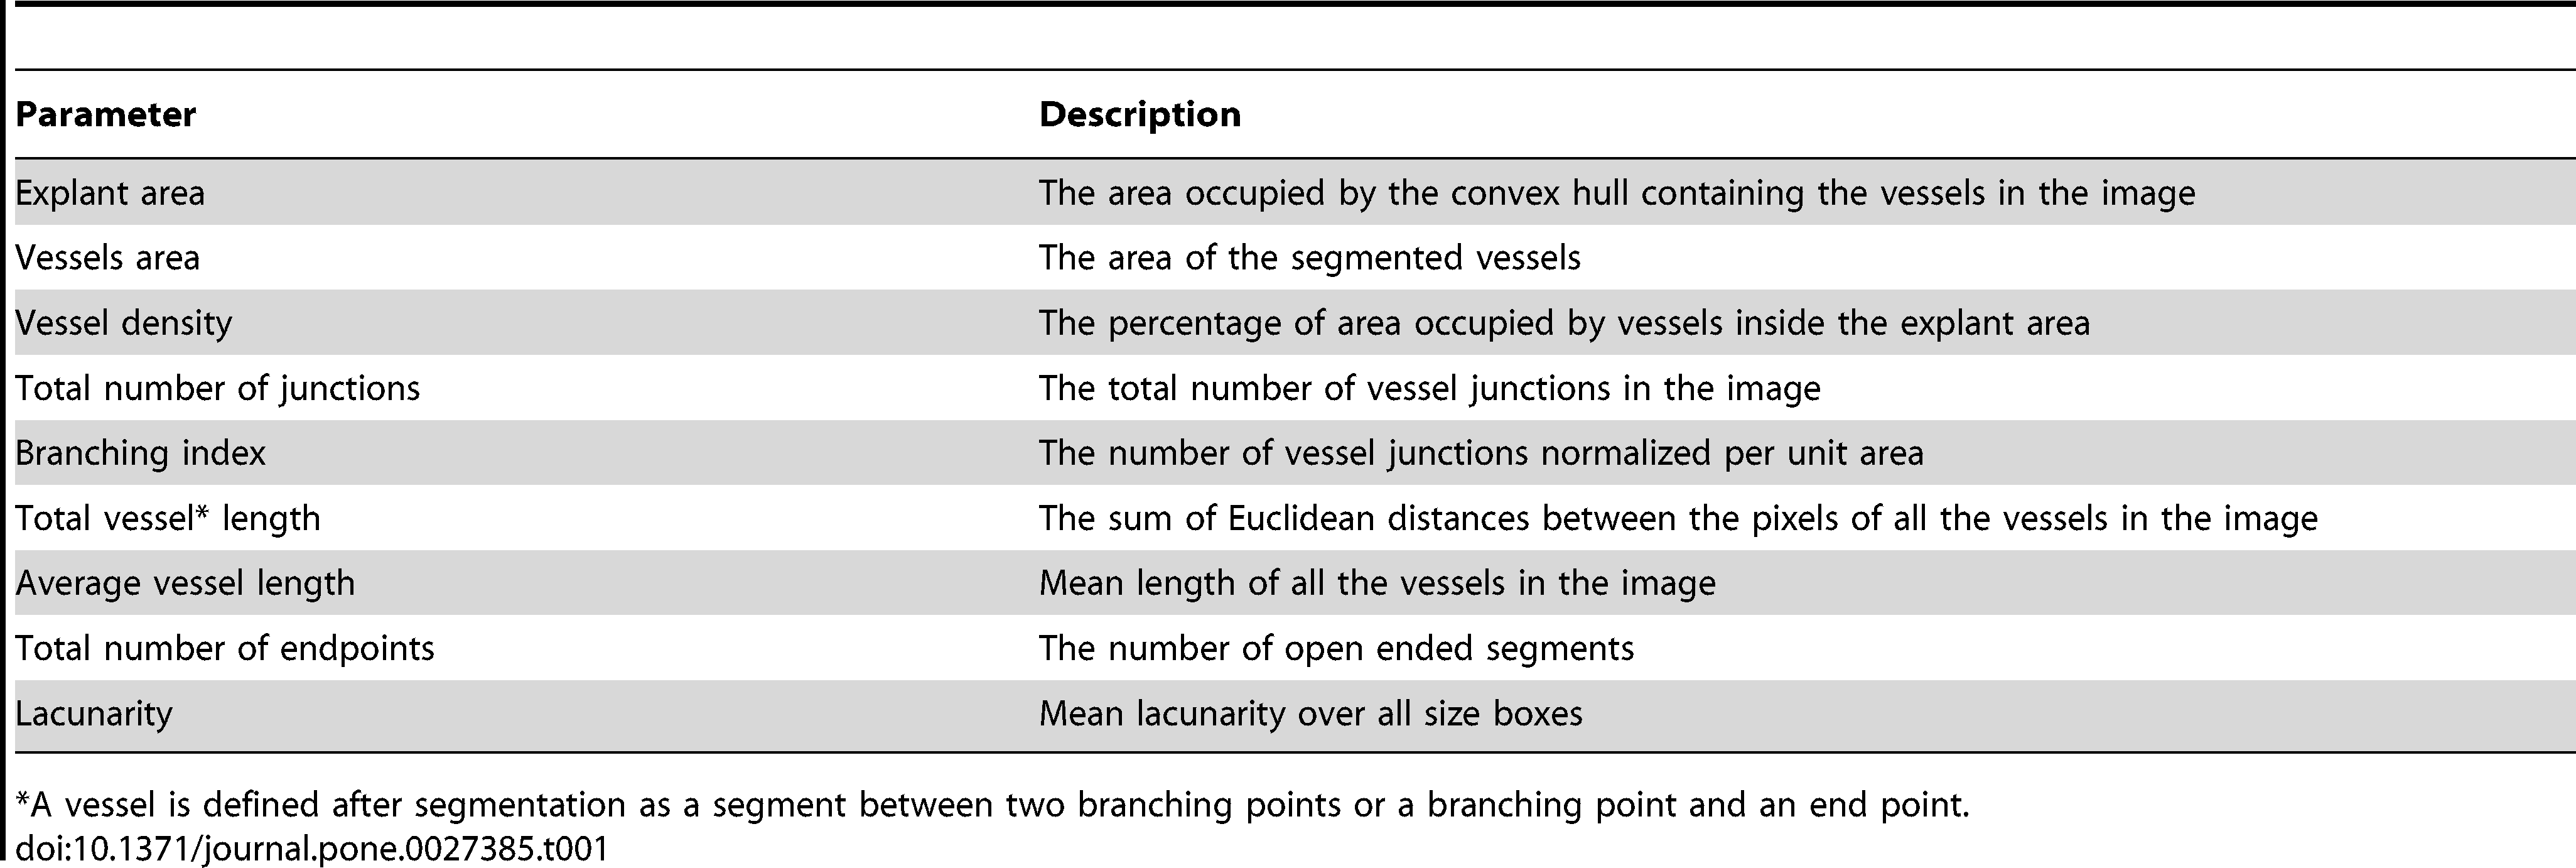 Parameter Description
Explant area The area occupied by the convex hull containing the vessels in the image
Vessels area The area of the segmented vessels
Vessel density The percentage of area occupied by vessels inside the explant area
Total number of junctions The total number of vessel junctions in the image
Branching index The number of vessel junctions normalized per unit area
Total vessel* length The sum of Euclidean distances between the pixels of all the vessels in the image
Average vessel length Mean length of all the vessels in the image
Total number of endpoints The number of open ended segments
Lacunarity Mean lacunarity over all size boxes
*A vessel is defined after segmentation as a segment between two branching points or a branching point and an end point.
doi:10.1371/journal.pone.0027385.t001